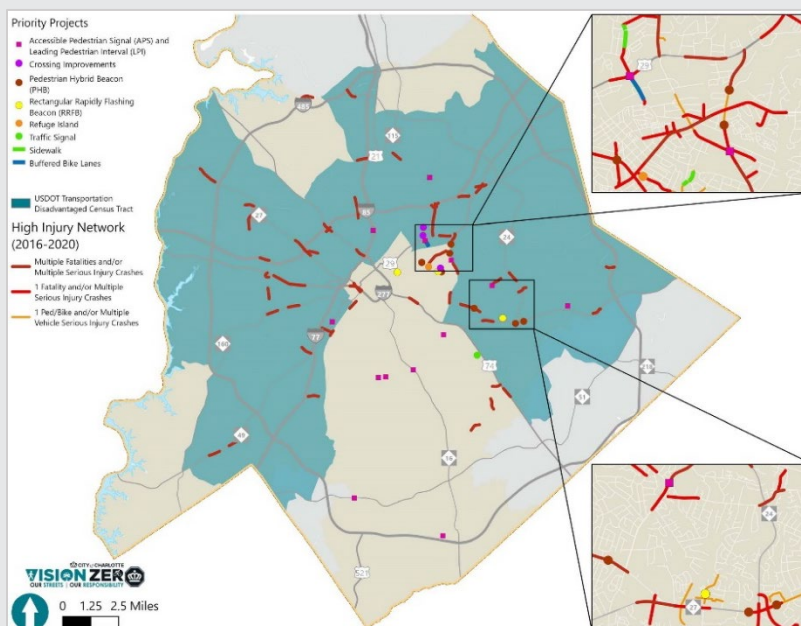 Priority Projects
Accessible Pedestrian Signal (APS) and
Leading Pedestrian Interval (LPI)
Crossing Improvements
Pedestrian Hybrid Beacon
(PHB)
Rectangular Rapidly Flashing
Beacon (RRFB)
Refuge Island
Traffic Signal
Sidewalk
Buffered Bike Lanes
USDOT Transportation
Disadvantaged Census Tract
High Injury Network
(2016-2020)
Multiple Fatalities and/or
Multiple Serious Injury Crashes
1 Fatality and/or Multiple
Serious Injury Crashes
1 Ped/Bike and/or Multiple
Vehicle Serious Injury Crashes
485
115
21
27
85
24
29
277
77
160
74
218
51
16
49
521
29
24
27
CITY of CHARLOTTE
VISION ZERO
OUR STREETS | OUR RESPONSIBILITY
0 1.25 2.5 Miles